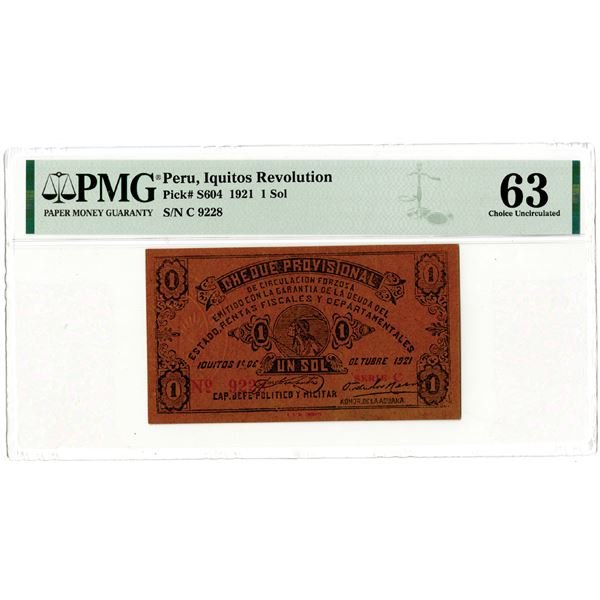 PMG®
PAPER MONEY GUARANTY
Peru, Iquitos Revolution
Pick# S604 1921 1 Sol
S/N C 9228
63
Choice Uncirculated
1 CHEQUE PROVISIONAL 1
DE CIRCULACION FORZOSA
EMITIDO CON LA GARANTIA DE LA DEUDA DEL
ESTADO, RENTAS FISCALES Y DEPARTAMENTALES
1 1
IQUITOS 1º DE OCTUBRE 1921
UN SOL
Nº 9228 SERIE C
1 1
CAP. JEFE POLITICO Y MILITAR
ADMOR. DE LA ADUANA